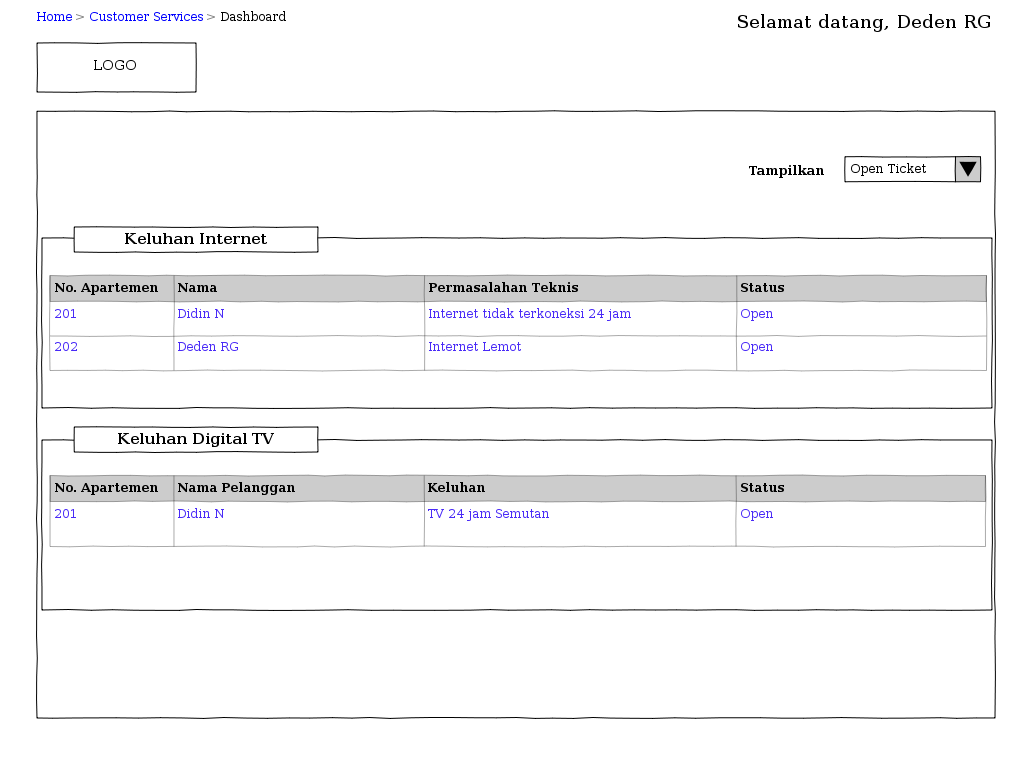 Home > Customer Services > Dashboard
Selamat datang, Deden RG
LOGO
Tampilkan Open Ticket
Keluhan Internet
No. Apartemen Nama Permasalahan Teknis Status
201 Didin N Internet tidak terkoneksi 24 jam Open
202 Deden RG Internet Lemot Open
Keluhan Digital TV
No. Apartemen Nama Pelanggan Keluhan Status
201 Didin N TV 24 jam Semutan Open